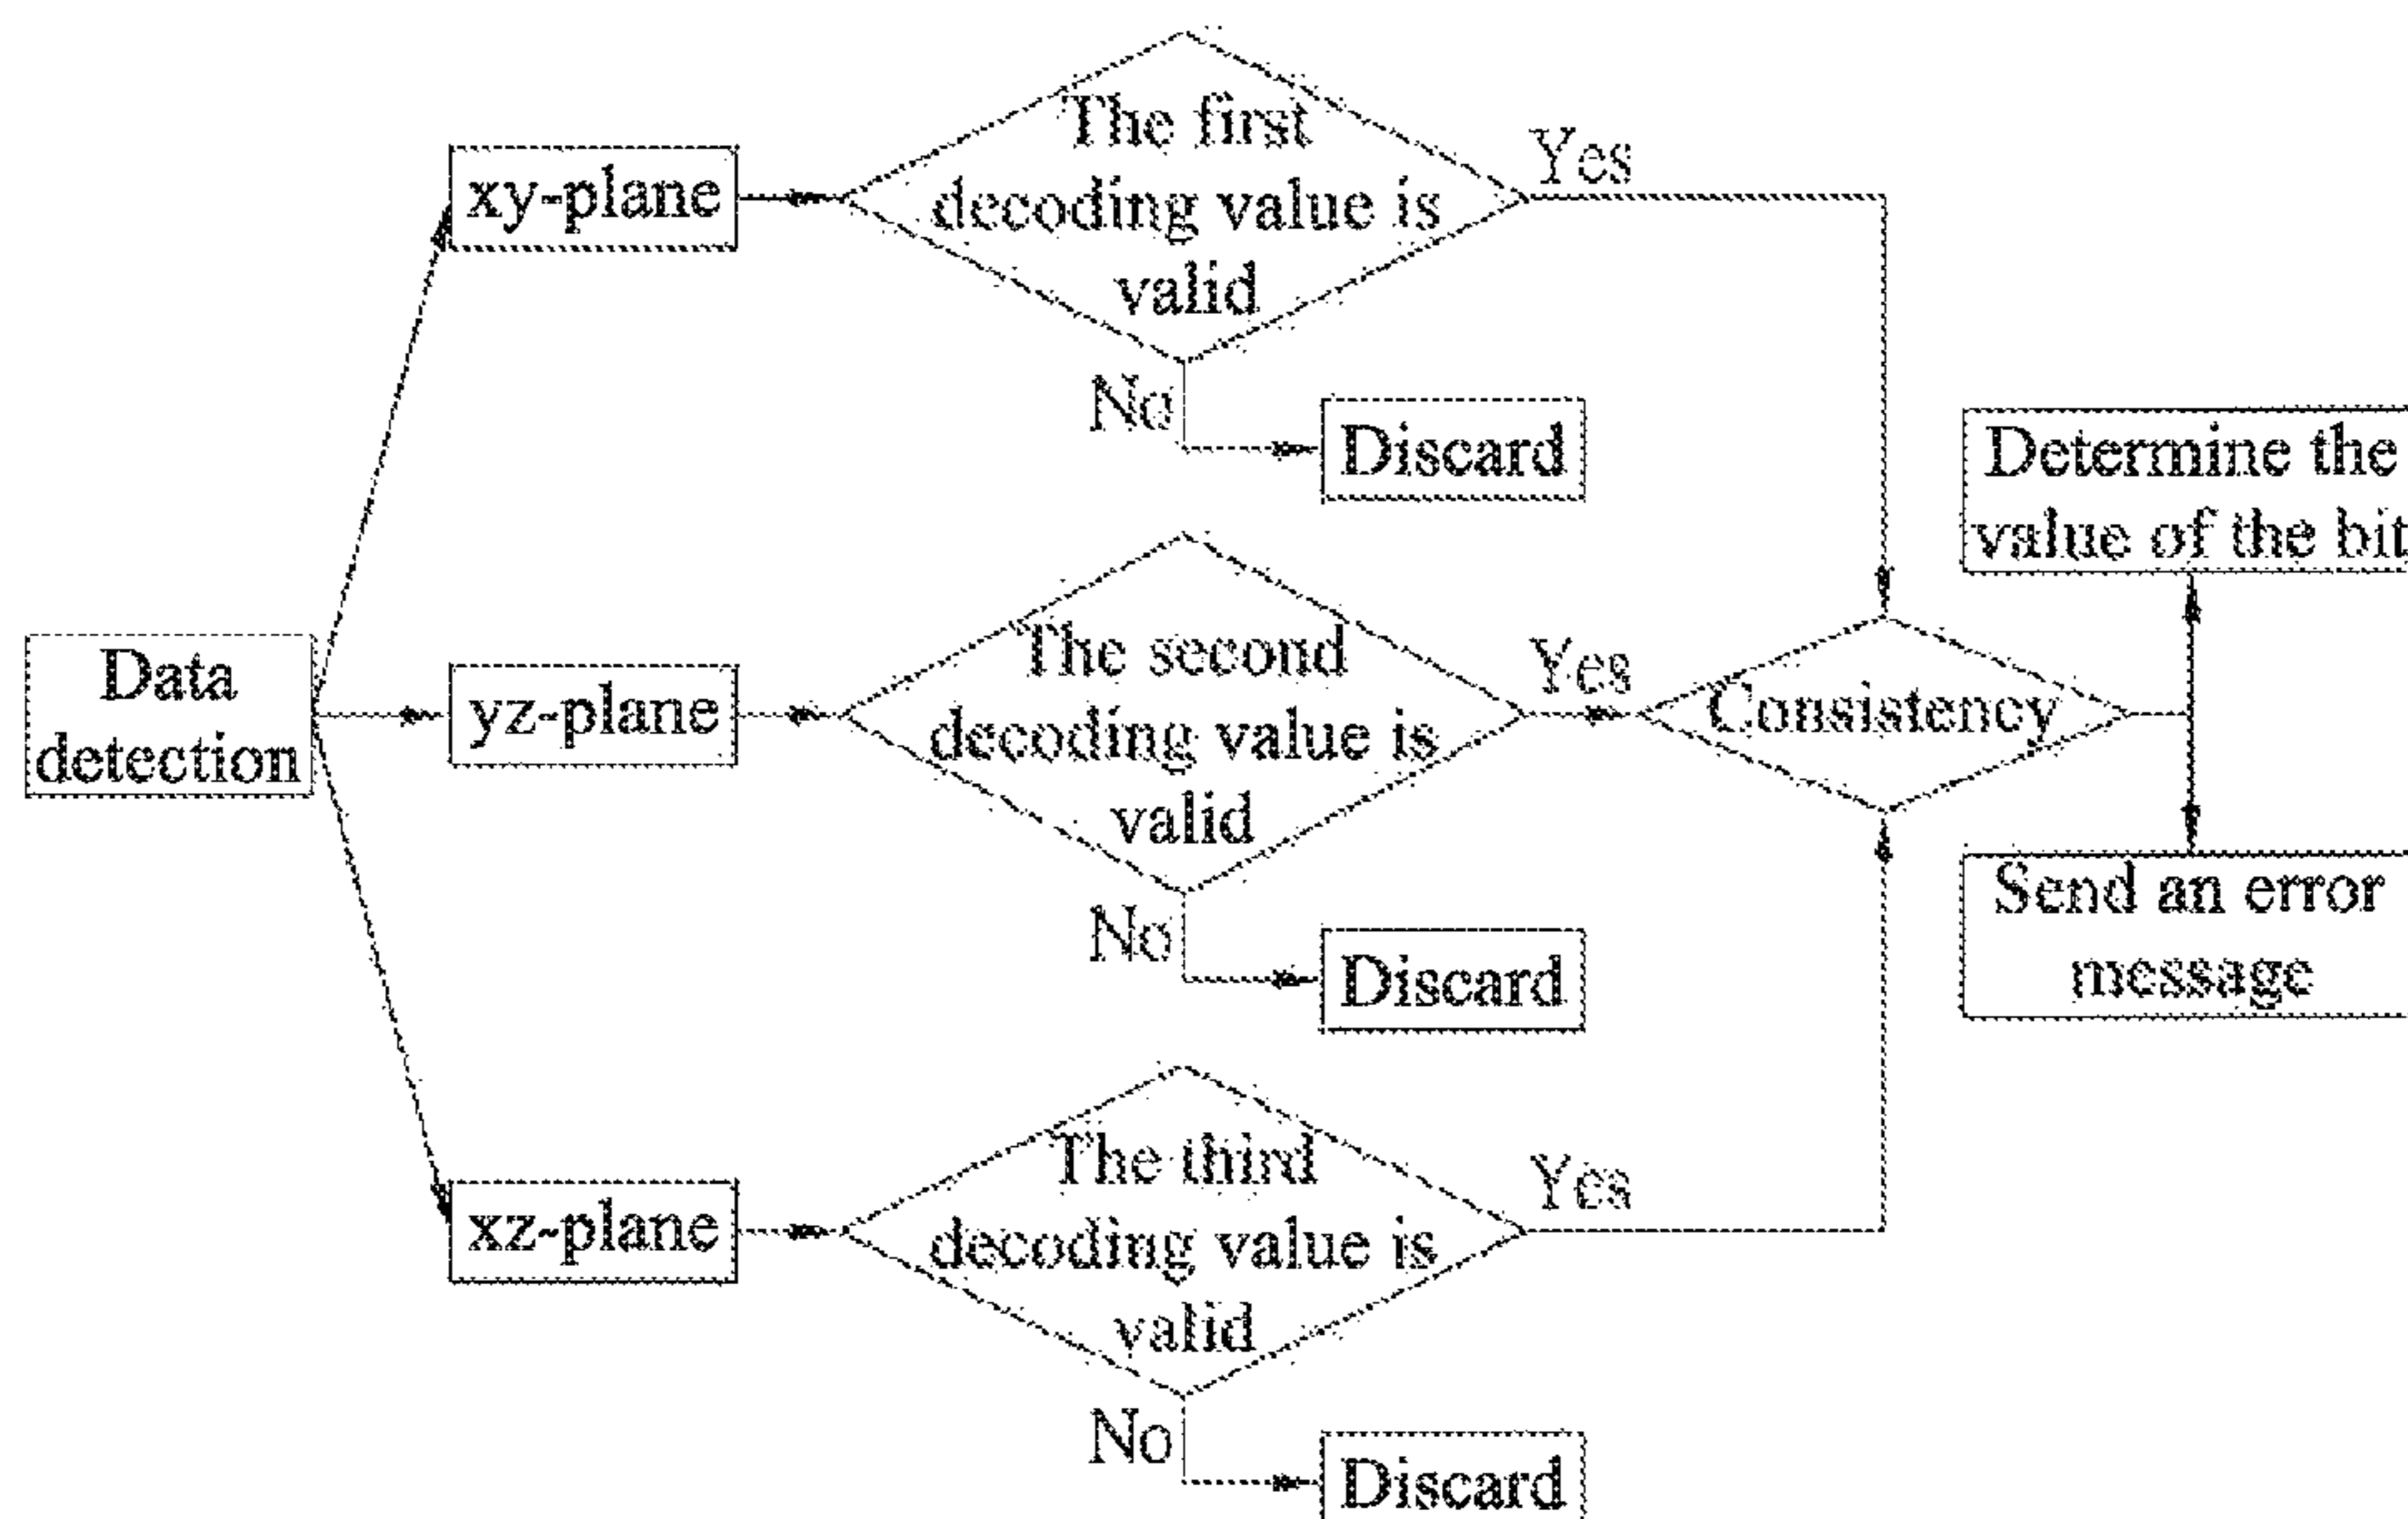 Data
detection
xy-plane
The first
decoding value is
valid
Yes
No
Discard
yz-plane
The second
decoding value is
valid
Yes
No
Discard
xz-plane
The third
decoding value is
valid
Yes
No
Discard
Consistency
Determine the
value of the bit
Send an error
message